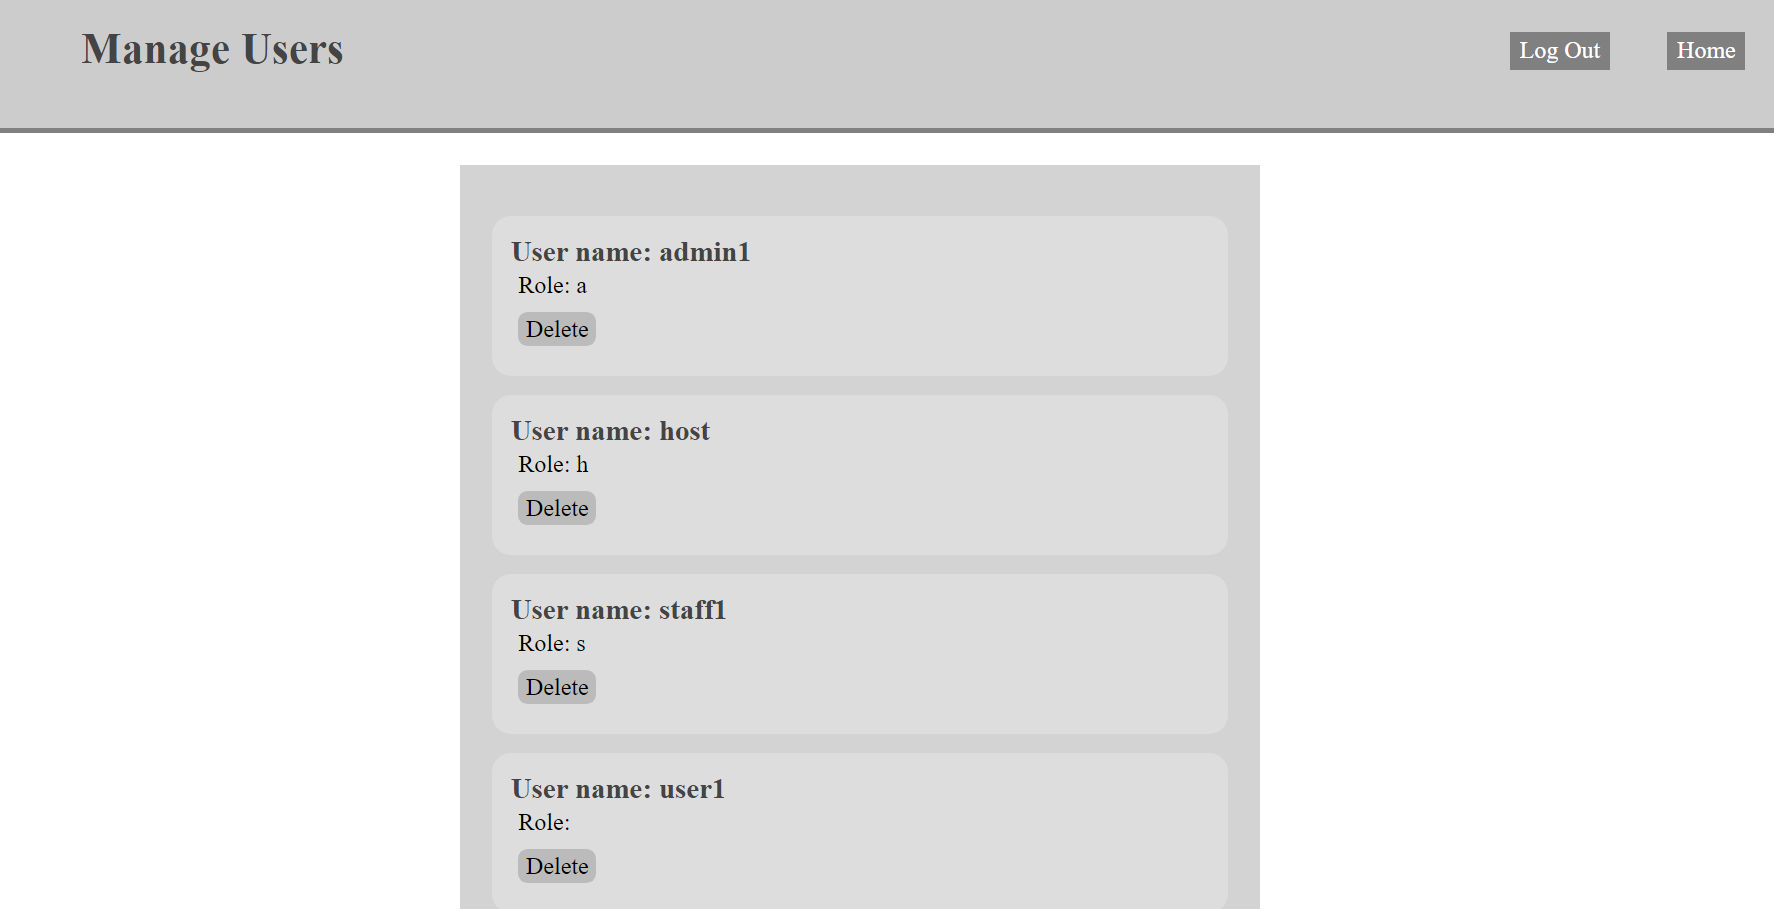 Manage Users
Log Out
Home
User name: admin1
Role: a
Delete
User name: host
Role: h
Delete
User name: staff1
Role: s
Delete
User name: user1
Role:
Delete